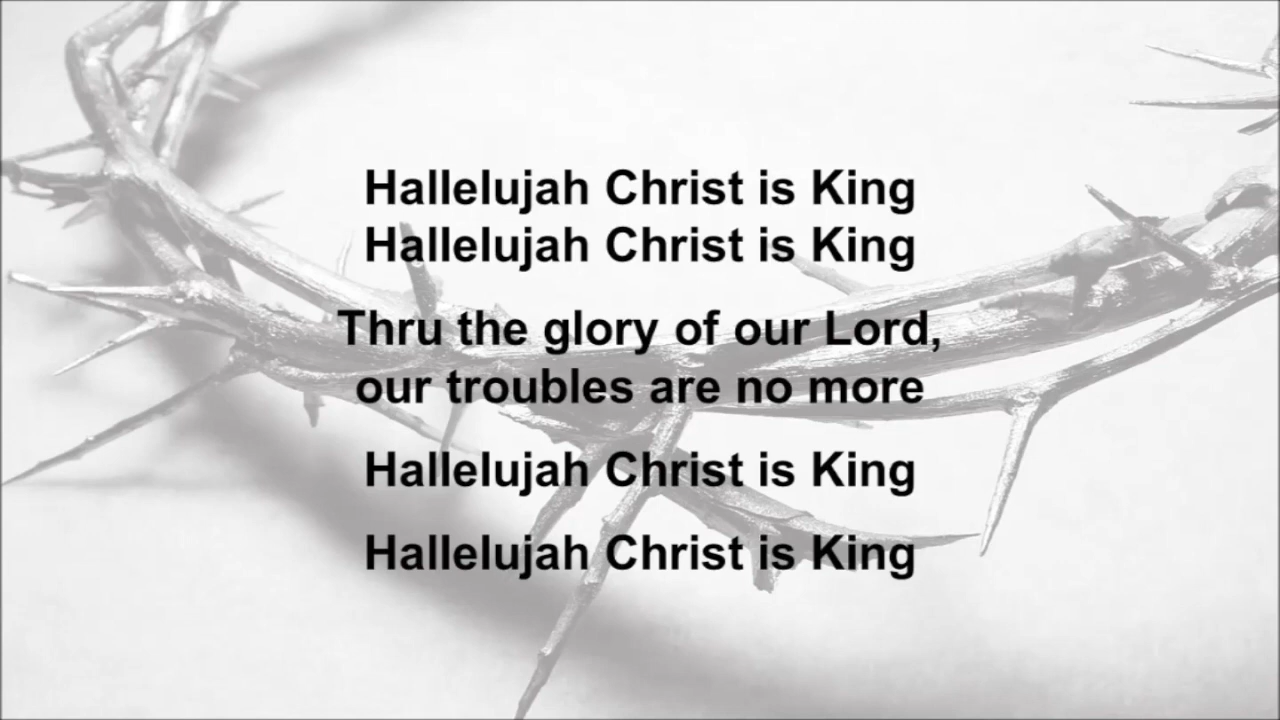 Hallelujah Christ is King
Hallelujah Christ is King
Thru the glory of our Lord,
our troubles are no more
Hallelujah Christ is King
Hallelujah Christ is King